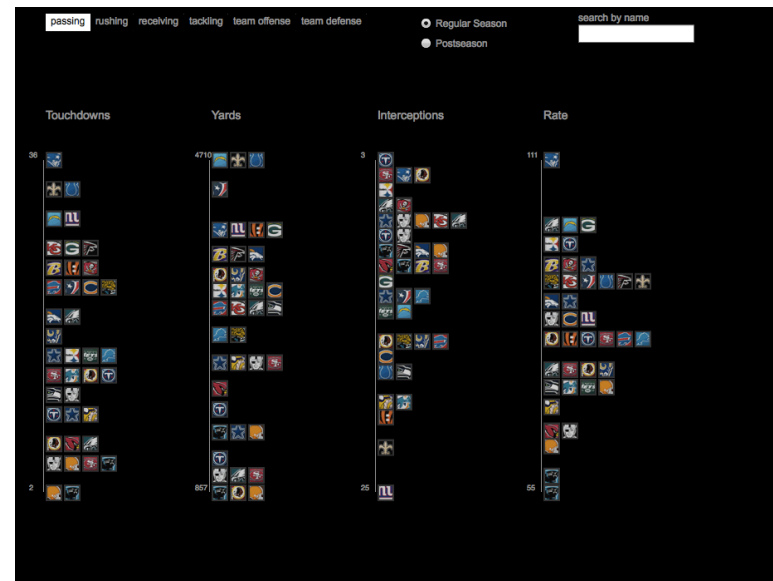 passing rushing receiving tackling team offense team defense
Regular Season
Postseason
search by name
Touchdowns Yards Interceptions Rate
36 4710 3 111
2 857 25 55